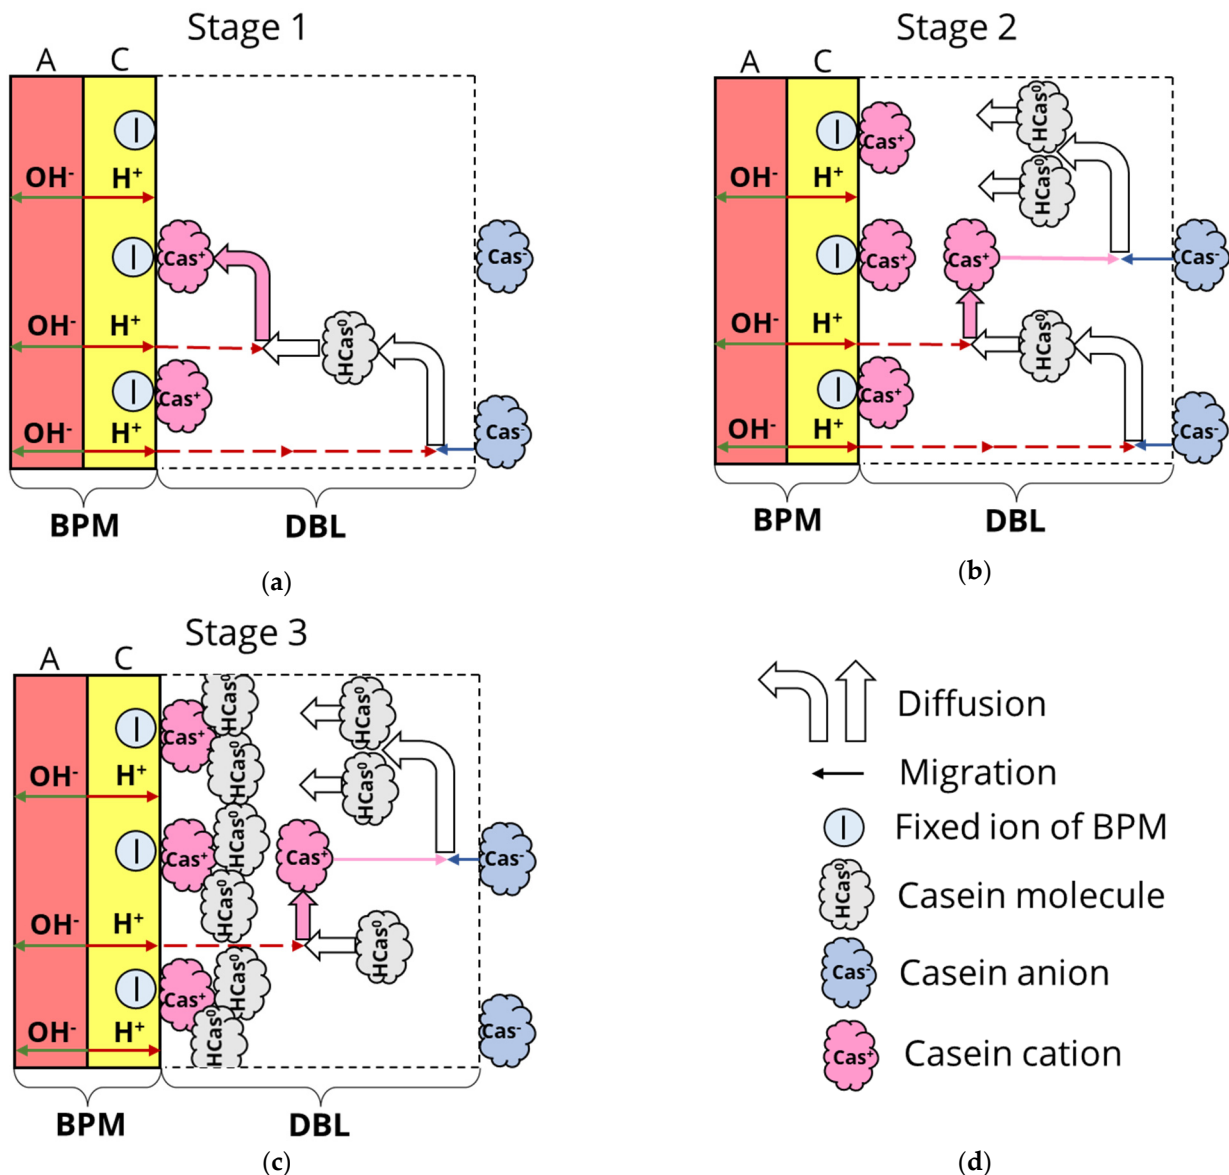 Stage 1
A C
I
OH⁻ H⁺
I Cas⁺ Cas⁻
OH⁻ H⁺ HCas⁰
I Cas⁺
OH⁻ H⁺ Cas⁻
BPM DBL
(a)
Stage 2
A C
I Cas⁺ HCas⁰
OH⁻ H⁺ HCas⁰
I Cas⁺ Cas⁺ Cas⁻
OH⁻ H⁺ HCas⁰
I Cas⁺
OH⁻ H⁺ Cas⁻
BPM DBL
(b)
Stage 3
A C
I Cas⁺ HCas⁰ HCas⁰
OH⁻ H⁺ HCas⁰ HCas⁰
I Cas⁺ HCas⁰ Cas⁺ Cas⁻
HCas⁰
OH⁻ H⁺ HCas⁰
I Cas⁺ HCas⁰
OH⁻ H⁺ HCas⁰ Cas⁻
BPM DBL
(c)
Diffusion
Migration
I Fixed ion of BPM
HCas⁰ Casein molecule
Cas⁻ Casein anion
Cas⁺ Casein cation
(d)